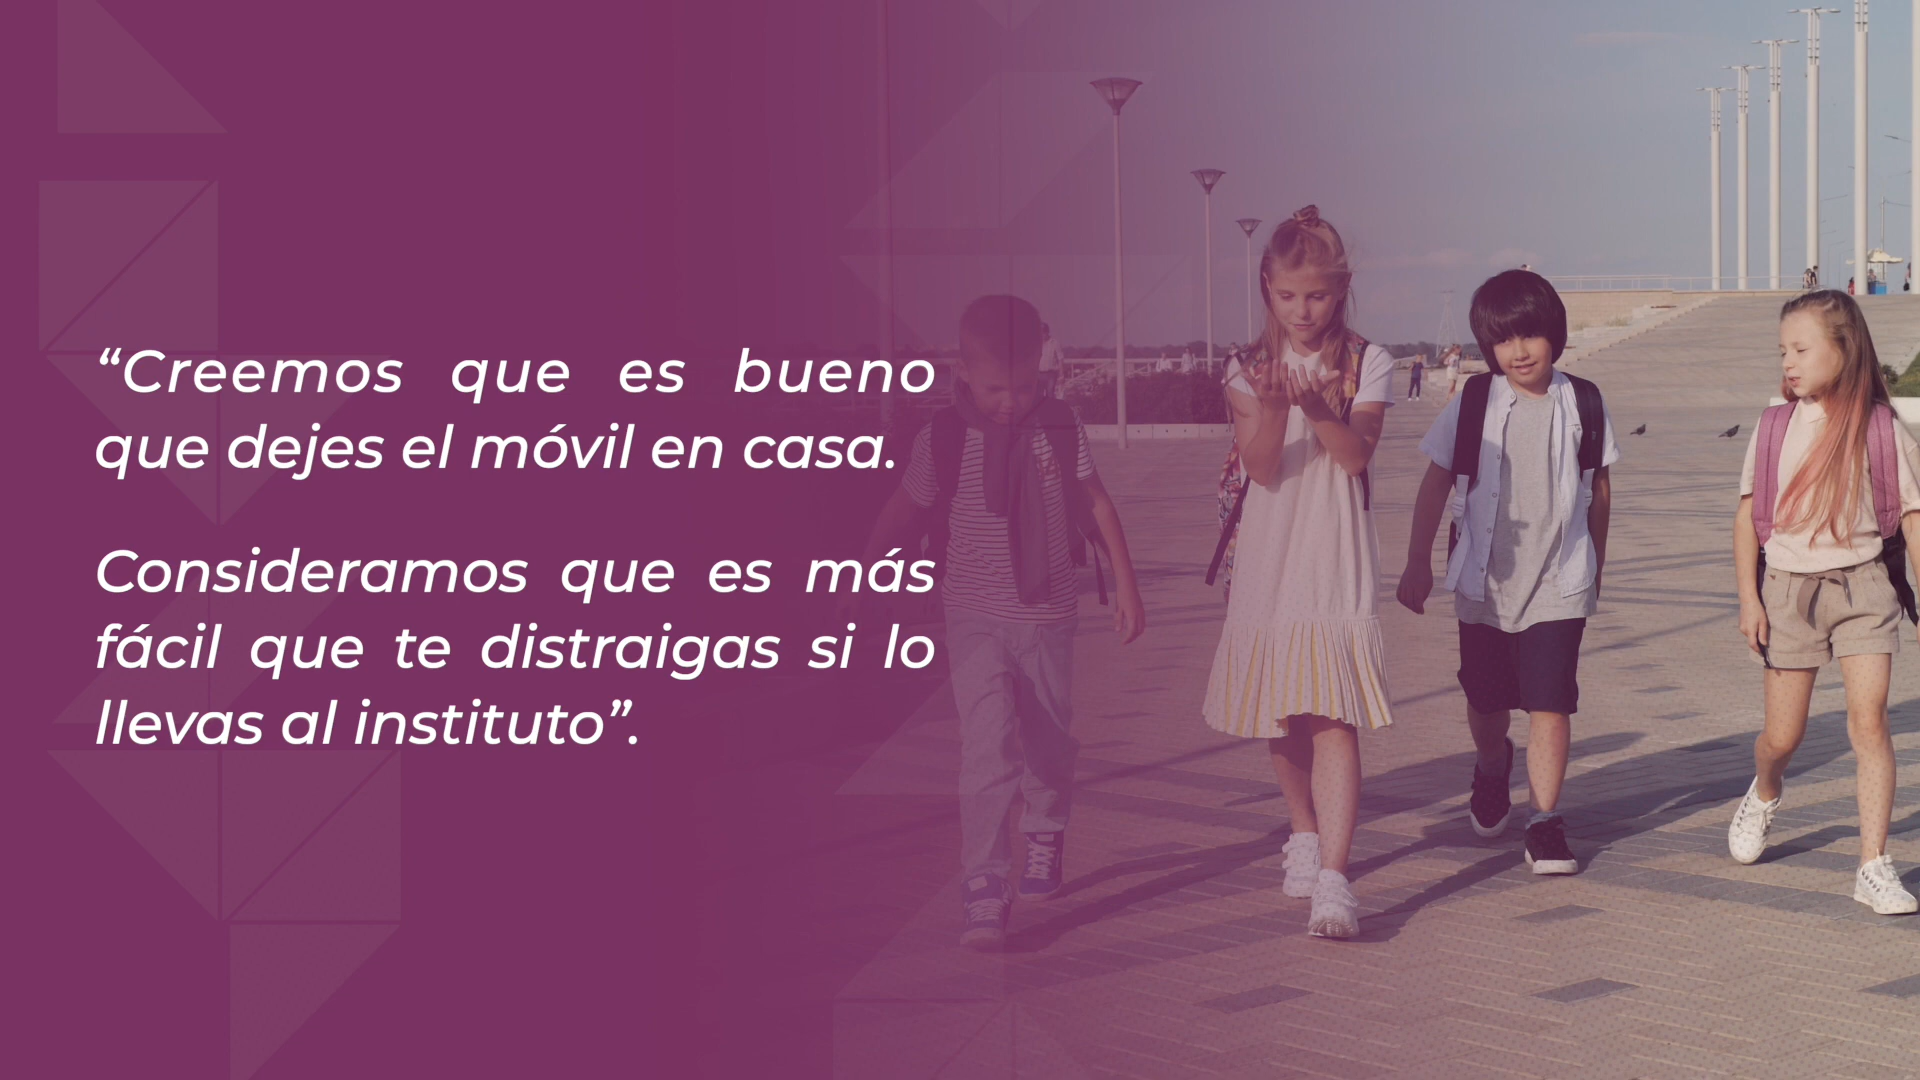 “Creemos que es bueno
que dejes el móvil en casa.
Consideramos que es más
fácil que te distraigas si lo
llevas al instituto”.